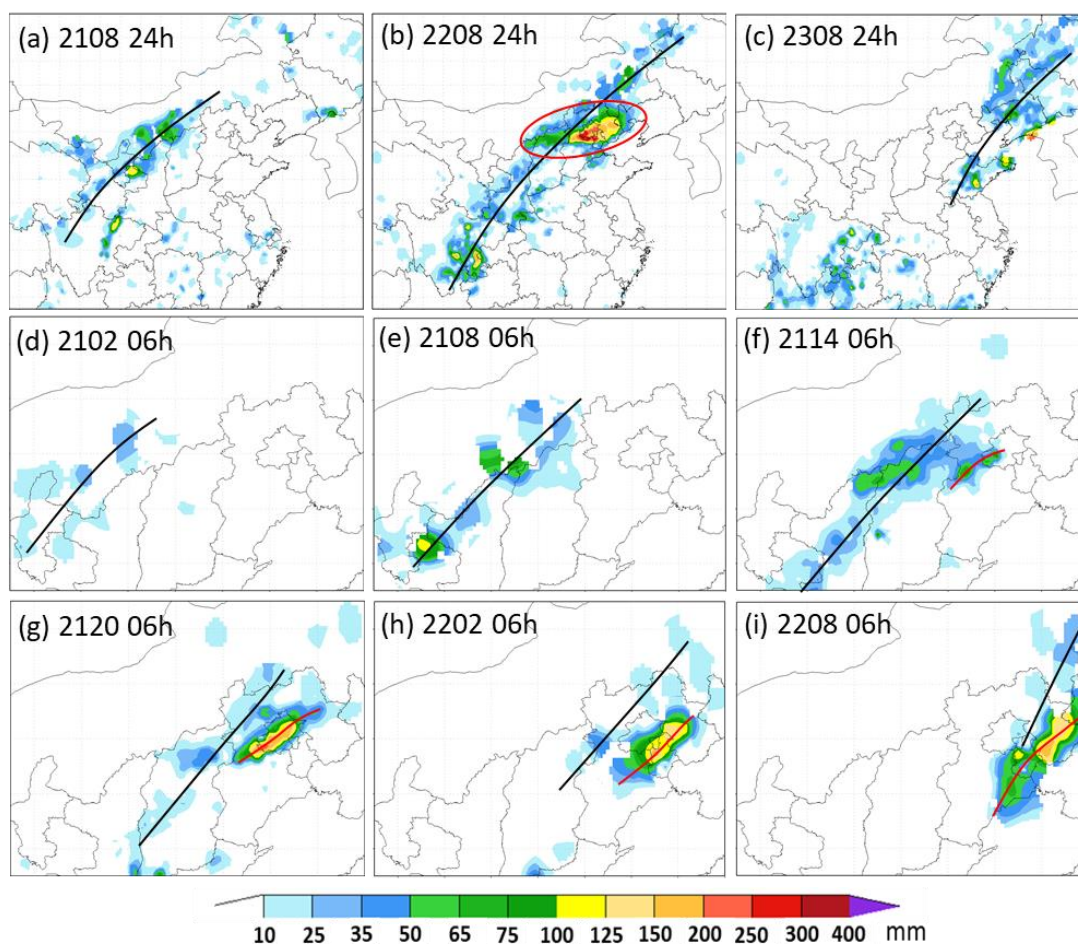 (a) 2108 24h
(b) 2208 24h
(c) 2308 24h
(d) 2102 06h
(e) 2108 06h
(f) 2114 06h
(g) 2120 06h
(h) 2202 06h
(i) 2208 06h
10 25 35 50 65 75 100 125 150 200 250 300 400 mm